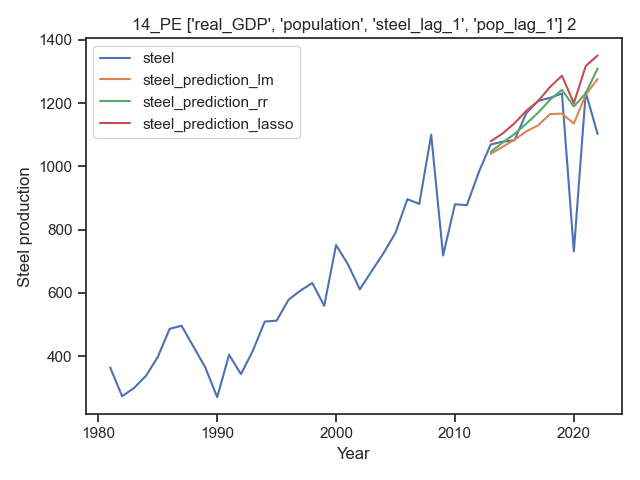 14_PE ['real_GDP', 'population', 'steel_lag_1', 'pop_lag_1'] 2
steel
steel_prediction_lm
steel_prediction_rr
steel_prediction_lasso
1400
1200
1000
800
600
400
Steel production
1980
1990
2000
2010
2020
Year